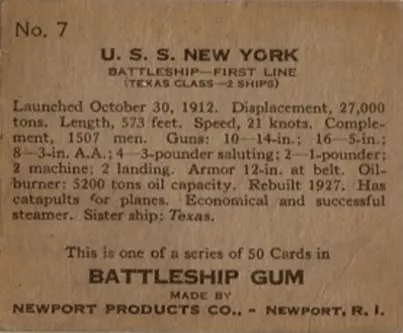 No. 7
U. S. S. NEW YORK
BATTLESHIP—FIRST LINE
(TEXAS CLASS—2 SHIPS)
Launched October 30, 1912. Displacement, 27,000
tons. Length, 573 feet. Speed, 21 knots. Comple-
ment, 1507 men. Guns: 10—14-in.; 16—5-in.;
8—3-in. A.A.; 4—3-pounder saluting; 2—1-pounder;
2 machine; 2 landing. Armor 12-in. at belt. Oil-
burner: 5200 tons oil capacity. Rebuilt 1927. Has
catapults for planes. Economical and successful
steamer. Sister ship: Texas.
This is one of a series of 50 Cards in
BATTLESHIP GUM
MADE BY
NEWPORT PRODUCTS CO., - NEWPORT, R. I.